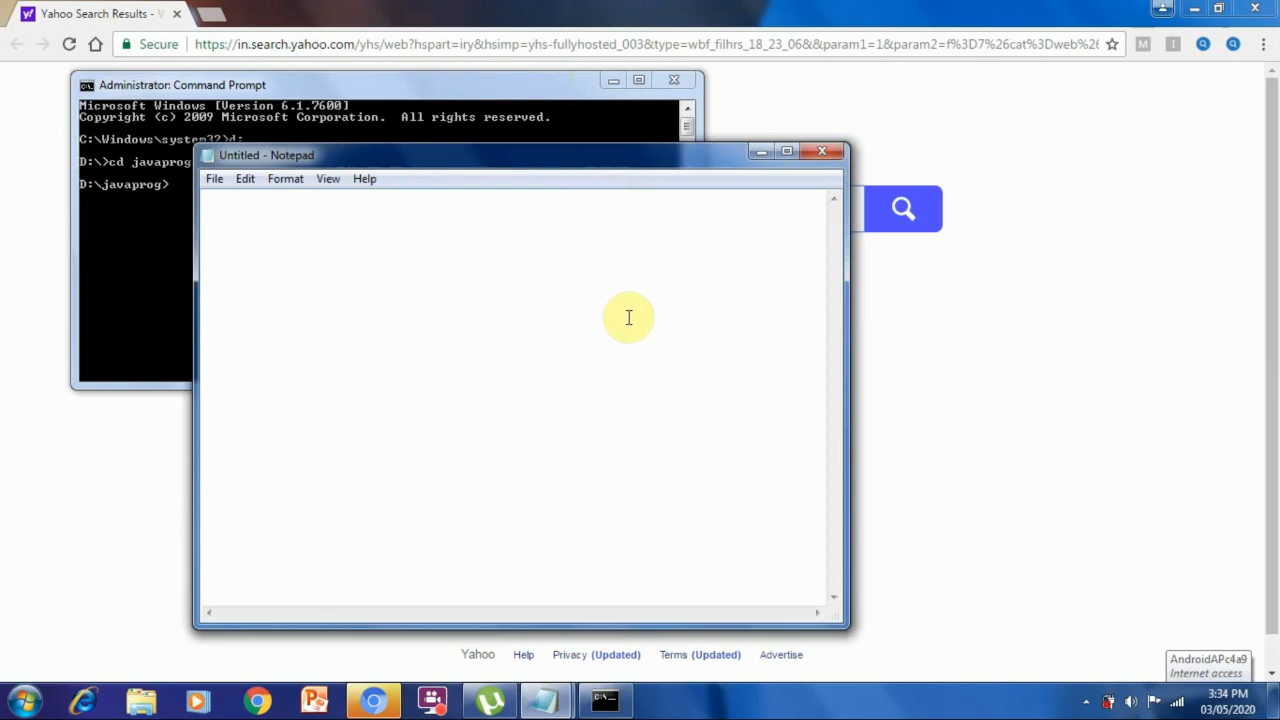 Yahoo Search Results -
Secure
https://in.search.yahoo.com/yhs/web?hspart=iry&hsimp=yhs-fullyhosted_003&type=wbf_filhrs_18_23_06&&param1=1&param2=f%3D7%26cat%3Dweb%26
Administrator: Command Prompt
Microsoft Windows [Version 6.1.7600]
Copyright (c) 2009 Microsoft Corporation. All rights reserved.
C:\Windows\system32>d:
D:\>cd javaprog
D:\javaprog>
Untitled - Notepad
File Edit Format View Help
Yahoo Help Privacy (Updated) Terms (Updated) Advertise
AndroidAPc4a9
Internet access
3:34 PM
03/05/2020